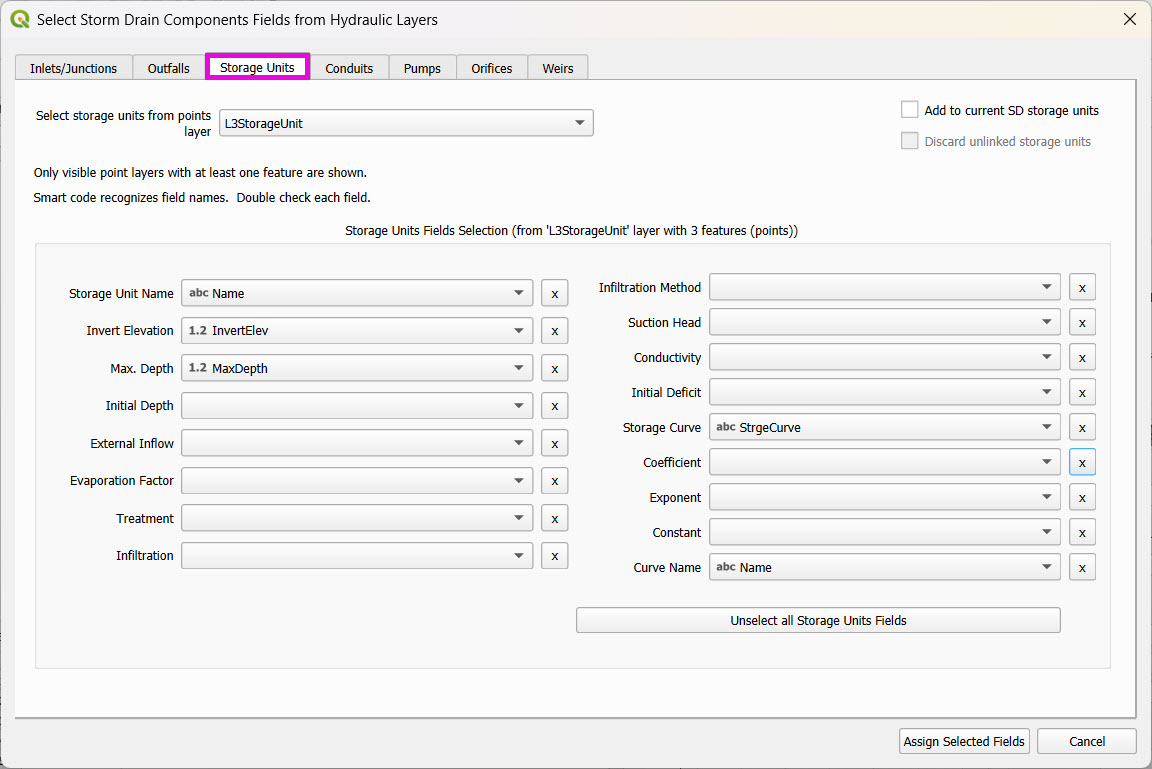 Select Storm Drain Components Fields from Hydraulic Layers
Inlets/Junctions
Outfalls
Storage Units
Conduits
Pumps
Orifices
Weirs
Select storage units from points
layer
L3StorageUnit
Add to current SD storage units
Discard unlinked storage units
Only visible point layers with at least one feature are shown.
Smart code recognizes field names. Double check each field.
Storage Units Fields Selection (from 'L3StorageUnit' layer with 3 features (points))
Storage Unit Name abc Name x
Invert Elevation 1.2 InvertElev x
Max. Depth 1.2 MaxDepth x
Initial Depth x
External Inflow x
Evaporation Factor x
Treatment x
Infiltration x
Infiltration Method x
Suction Head x
Conductivity x
Initial Deficit x
Storage Curve abc StrgeCurve x
Coefficient x
Exponent x
Constant x
Curve Name abc Name x
Unselect all Storage Units Fields
Assign Selected Fields
Cancel